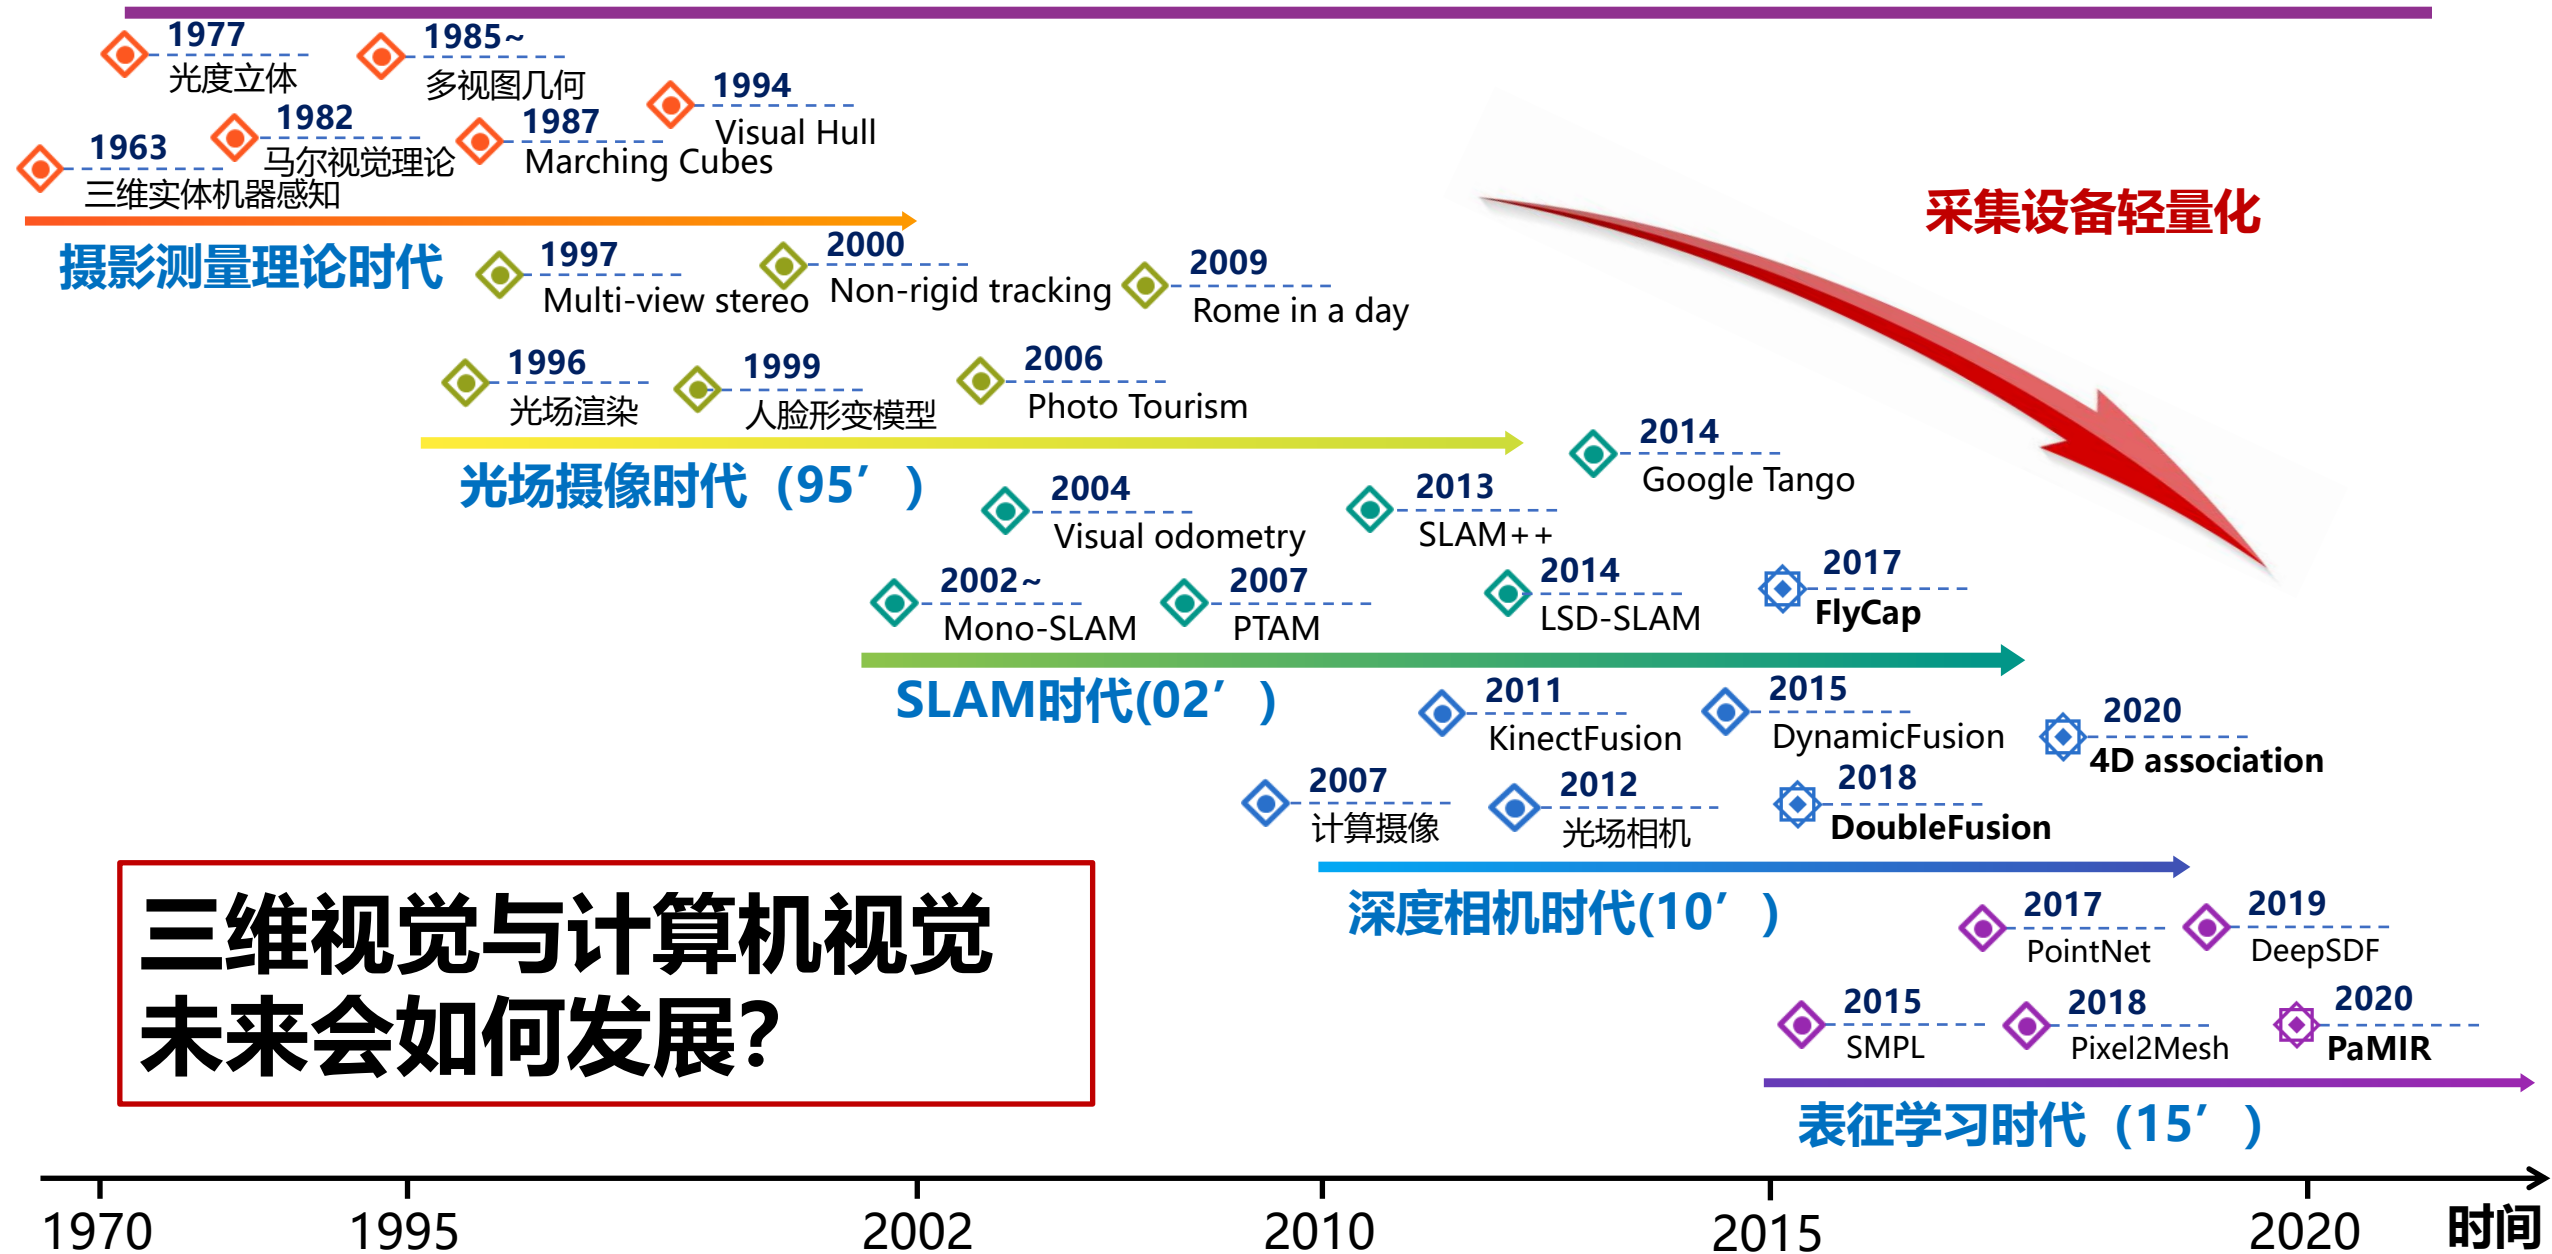 1977
光度立体
1985~
多视图几何
1994
Visual Hull
1982
马尔视觉理论
1987
Marching Cubes
1963
三维实体机器感知
摄影测量理论时代
采集设备轻量化
1997
Multi-view stereo
2000
Non-rigid tracking
2009
Rome in a day
1996
光场渲染
1999
人脸形变模型
2006
Photo Tourism
光场摄像时代（95’）
2014
Google Tango
2004
Visual odometry
2013
SLAM++
2002~
Mono-SLAM
2007
PTAM
2014
LSD-SLAM
2017
FlyCap
SLAM时代(02’)
2011
KinectFusion
2015
DynamicFusion
2020
4D association
2007
计算摄像
2012
光场相机
2018
DoubleFusion
深度相机时代(10’)
三维视觉与计算机视觉
未来会如何发展？
2017
PointNet
2019
DeepSDF
2015
SMPL
2018
Pixel2Mesh
2020
PaMIR
表征学习时代（15’）
1970 1995 2002 2010 2015 2020 时间